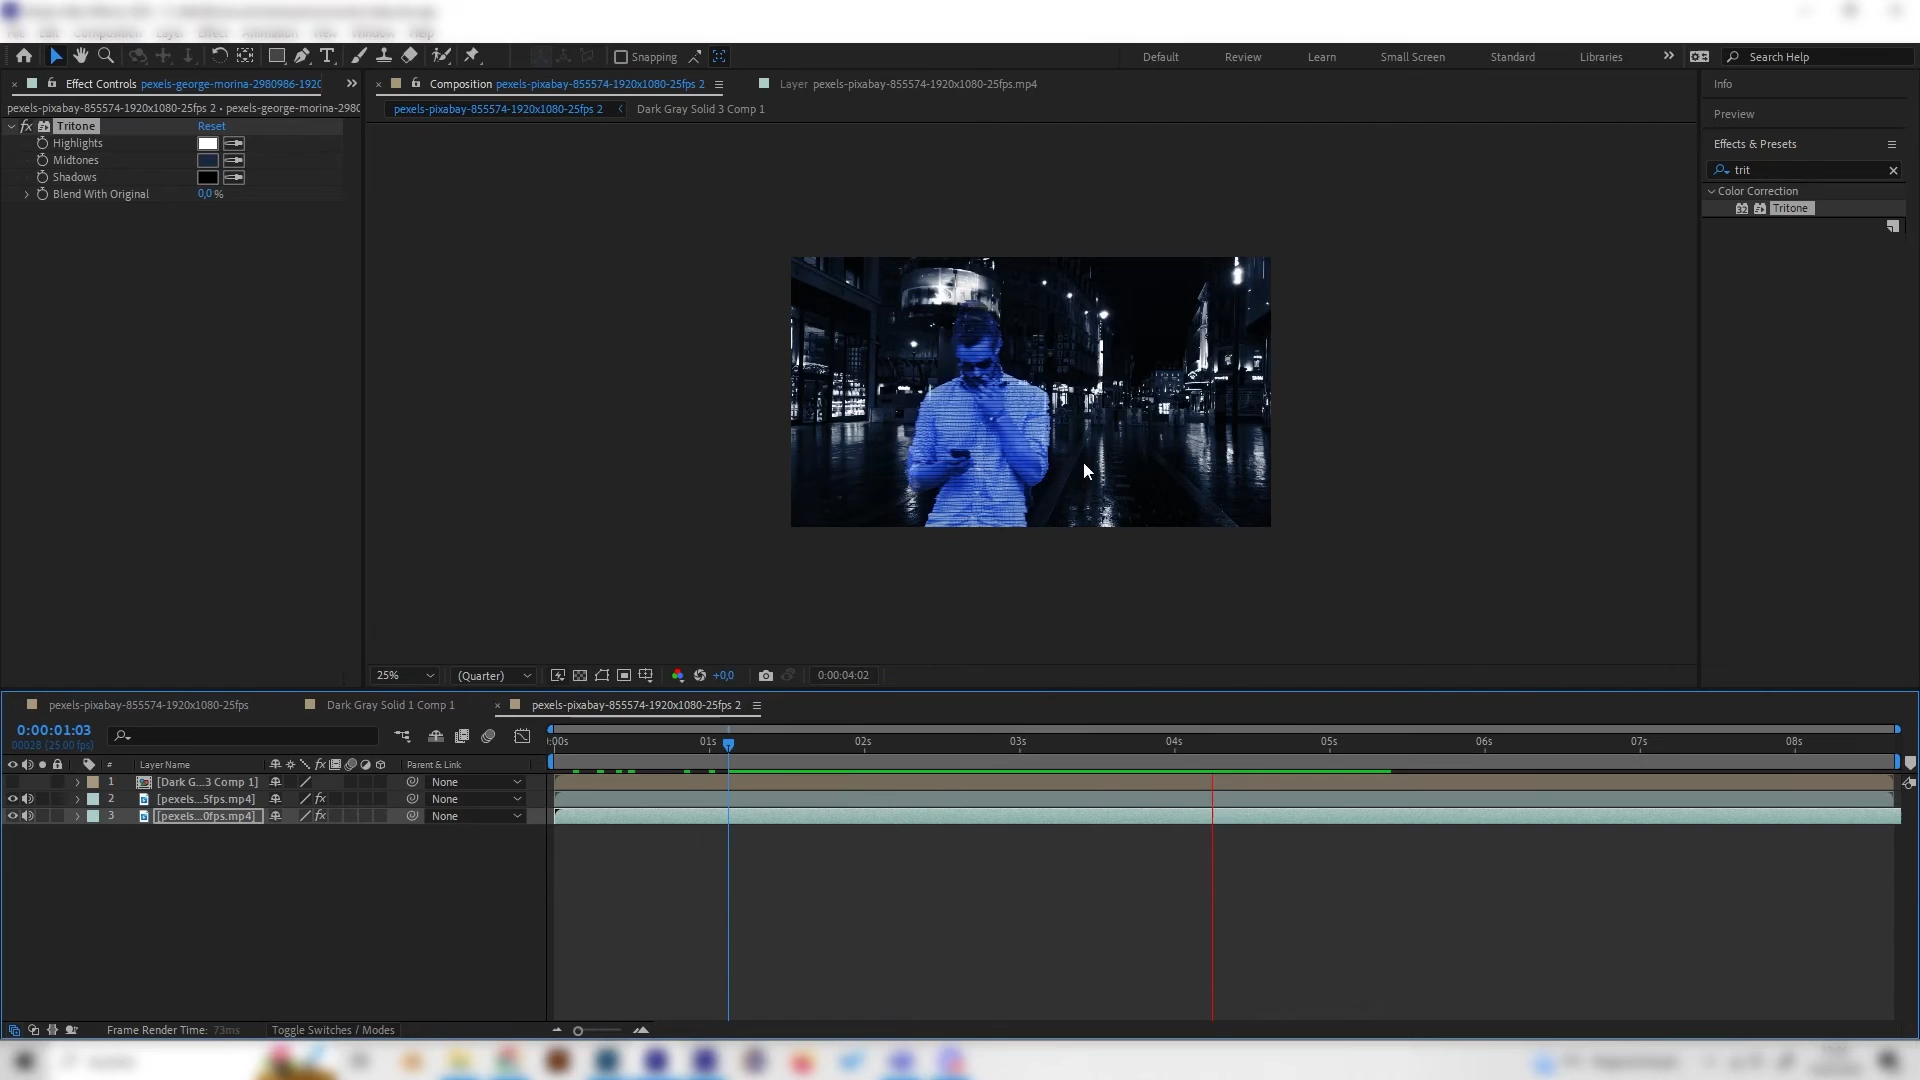 Snapping
Default
Review
Learn
Small Screen
Standard
Libraries
Search Help
Effect Controls pexels-george-morina-2980986-1920
Composition pexels-pixabay-855574-1920x1080-25fps 2
Layer pexels-pixabay-855574-1920x1080-25fps.mp4
Info
pexels-pixabay-855574-1920x1080-25fps 2 • pexels-george-morina-2980
pexels-pixabay-855574-1920x1080-25fps 2
Dark Gray Solid 3 Comp 1
Preview
fx Tritone Reset
Highlights
Midtones
Shadows
Blend With Original 0,0 %
Effects & Presets
trit
Color Correction
32 Tritone
25%
(Quarter)
+0,0
0:00:04:02
pexels-pixabay-855574-1920x1080-25fps
Dark Gray Solid 1 Comp 1
pexels-pixabay-855574-1920x1080-25fps 2
0:00:01:03
00028 (25.00 fps)
:00s 01s 02s 03s 04s 05s 06s 07s 08s
# Layer Name fx Parent & Link
1 [Dark G...3 Comp 1] None
2 [pexels...5fps.mp4] fx None
3 [pexels...0fps.mp4] fx None
Frame Render Time: 73ms
Toggle Switches / Modes